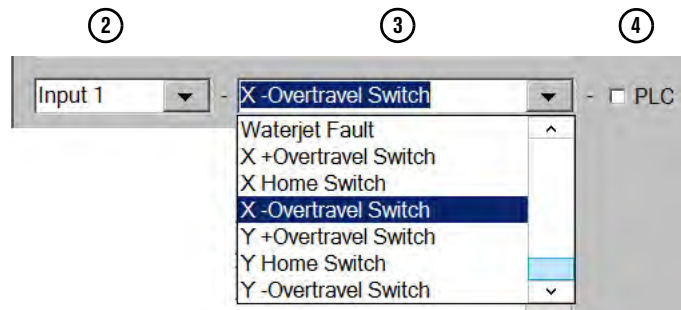 2 3 4
Input 1 - X -Overtravel Switch - PLC
Waterjet Fault
X +Overtravel Switch
X Home Switch
X -Overtravel Switch
Y +Overtravel Switch
Y Home Switch
Y -Overtravel Switch